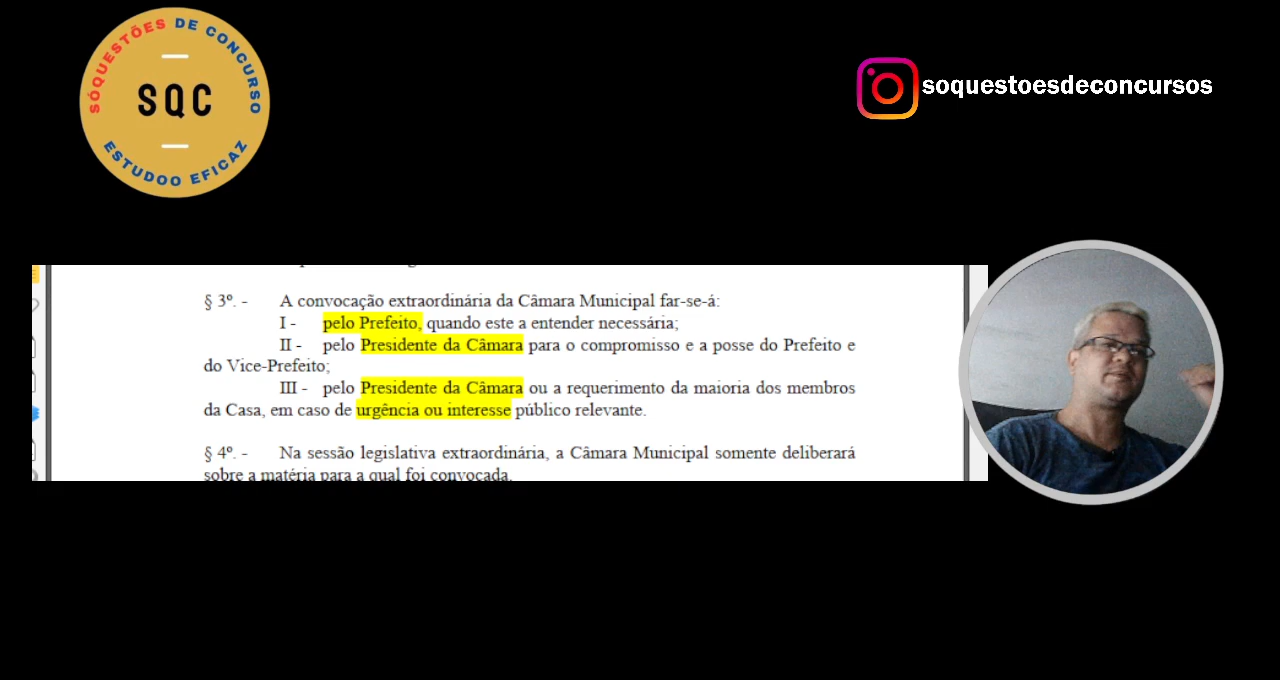 SÓQUESTÕES DE CONCURSO
SQC
ESTUDOO EFICAZ
soquestoesdeconcursos
§ 3º. - A convocação extraordinária da Câmara Municipal far-se-á:
I - pelo Prefeito, quando este a entender necessária;
II - pelo Presidente da Câmara para o compromisso e a posse do Prefeito e
do Vice-Prefeito;
III - pelo Presidente da Câmara ou a requerimento da maioria dos membros
da Casa, em caso de urgência ou interesse público relevante.
§ 4º. - Na sessão legislativa extraordinária, a Câmara Municipal somente deliberará
sobre a matéria para a qual foi convocada.